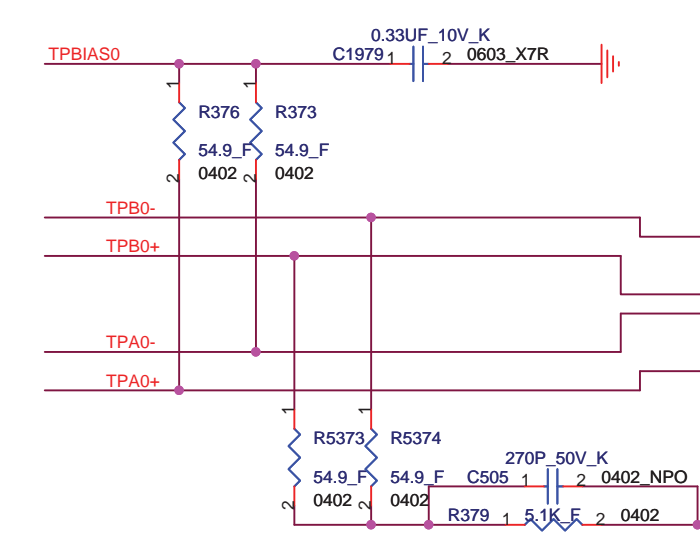 0.33UF_10V_K
TPBIAS0
C1979 1 2 0603_X7R
1 1
R376 R373
54.9_F 54.9_F
2 0402 2 0402
TPB0-
TPB0+
TPA0-
TPA0+
1 1
R5373 R5374
270P_50V_K
54.9_F 54.9_F C505 1 2 0402_NPO
2 0402 2 0402
R379 1 5.1K_F 2 0402